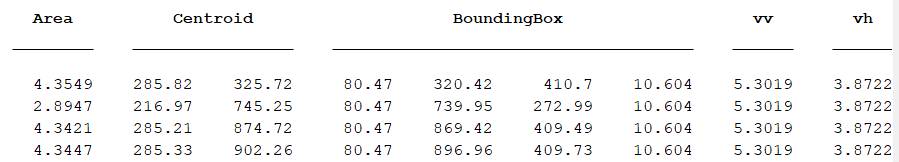 Area Centroid BoundingBox vv vh
4.3549 285.82 325.72 80.47 320.42 410.7 10.604 5.3019 3.8722
2.8947 216.97 745.25 80.47 739.95 272.99 10.604 5.3019 3.8722
4.3421 285.21 874.72 80.47 869.42 409.49 10.604 5.3019 3.8722
4.3447 285.33 902.26 80.47 896.96 409.73 10.604 5.3019 3.8722